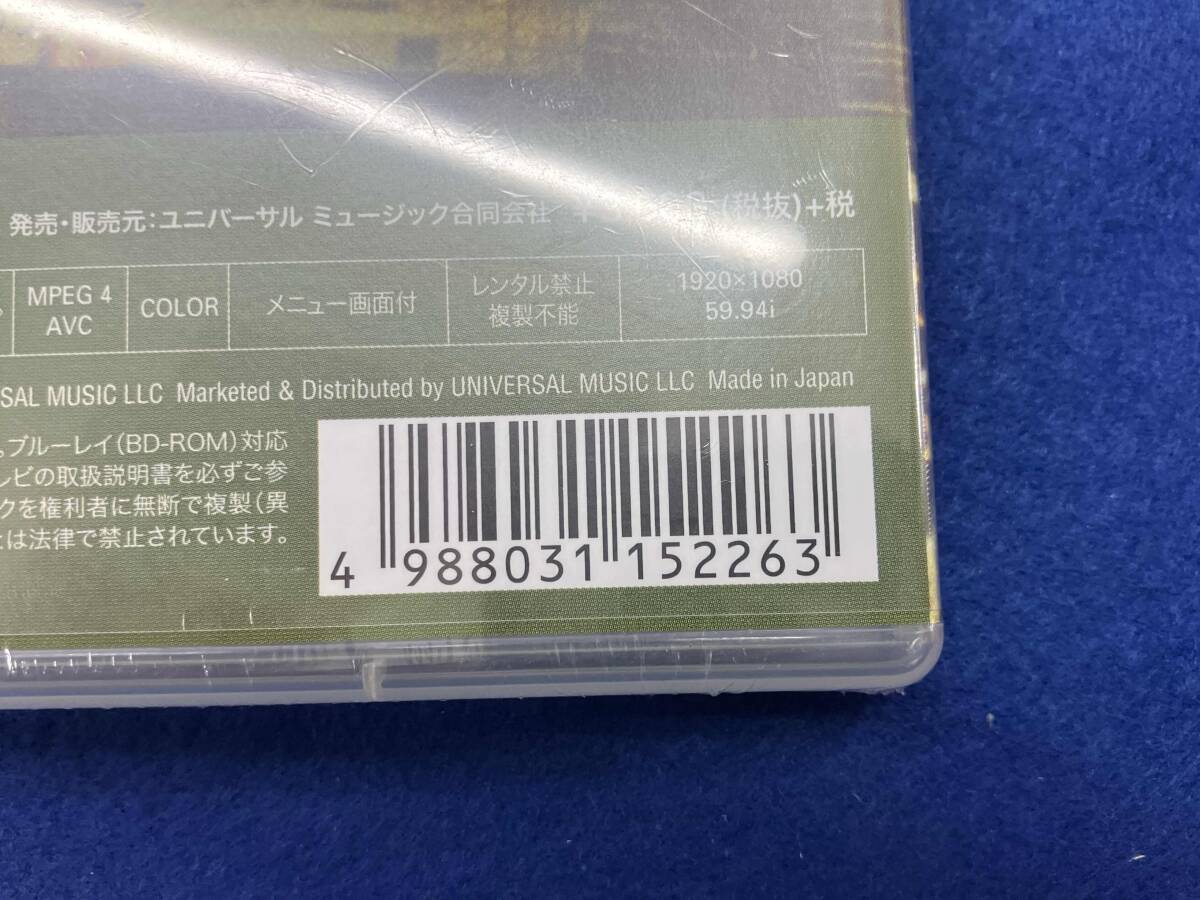 発売・販売元：ユニバーサル ミュージック合同会社 (税抜)+税
MPEG 4
AVC
COLOR
メニュー画面付
レンタル禁止
複製不能
1920×1080
59.94i
SAL MUSIC LLC Marketed & Distributed by UNIVERSAL MUSIC LLC Made in Japan
。ブルーレイ(BD-ROM)対応
レビの取扱説明書を必ずご参
クを権利者に無断で複製(異
とは法律で禁止されています。
4 988031 152263